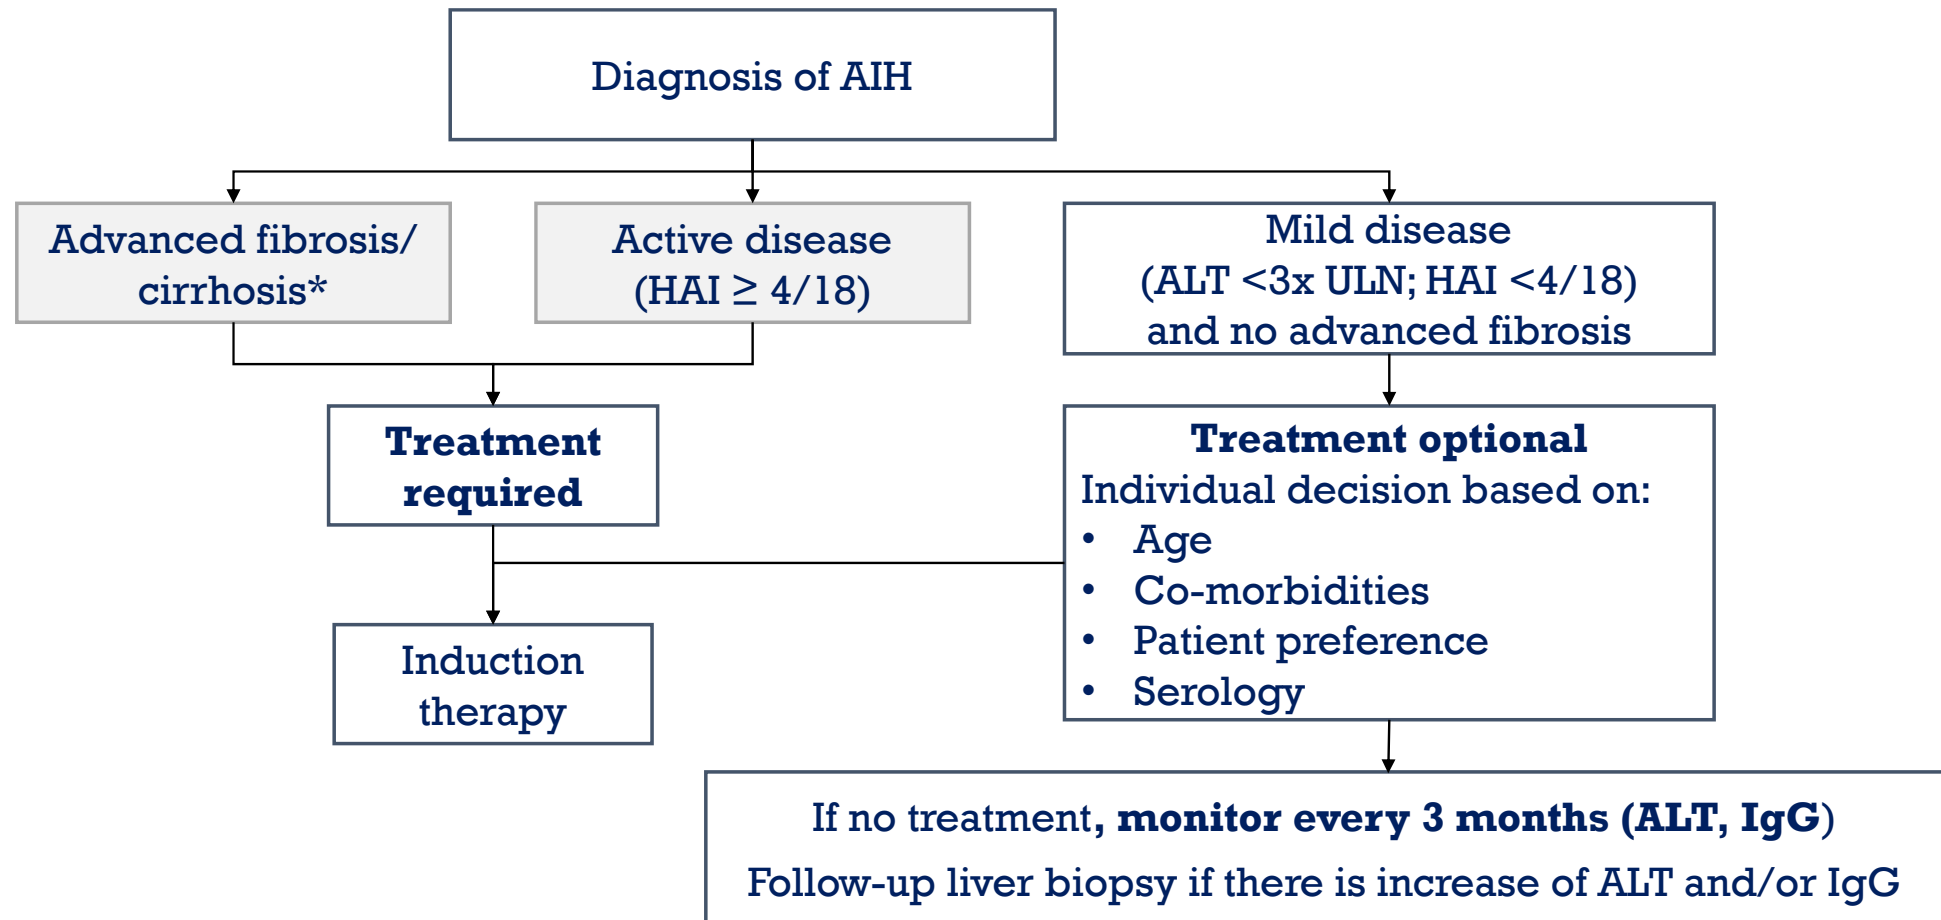 Diagnosis of AIH
Advanced fibrosis/
cirrhosis*
Active disease
(HAI ≥ 4/18)
Mild disease
(ALT <3x ULN; HAI <4/18)
and no advanced fibrosis
Treatment
required
Treatment optional
Individual decision based on:
• Age
• Co-morbidities
• Patient preference
• Serology
Induction
therapy
If no treatment, monitor every 3 months (ALT, IgG)
Follow-up liver biopsy if there is increase of ALT and/or IgG